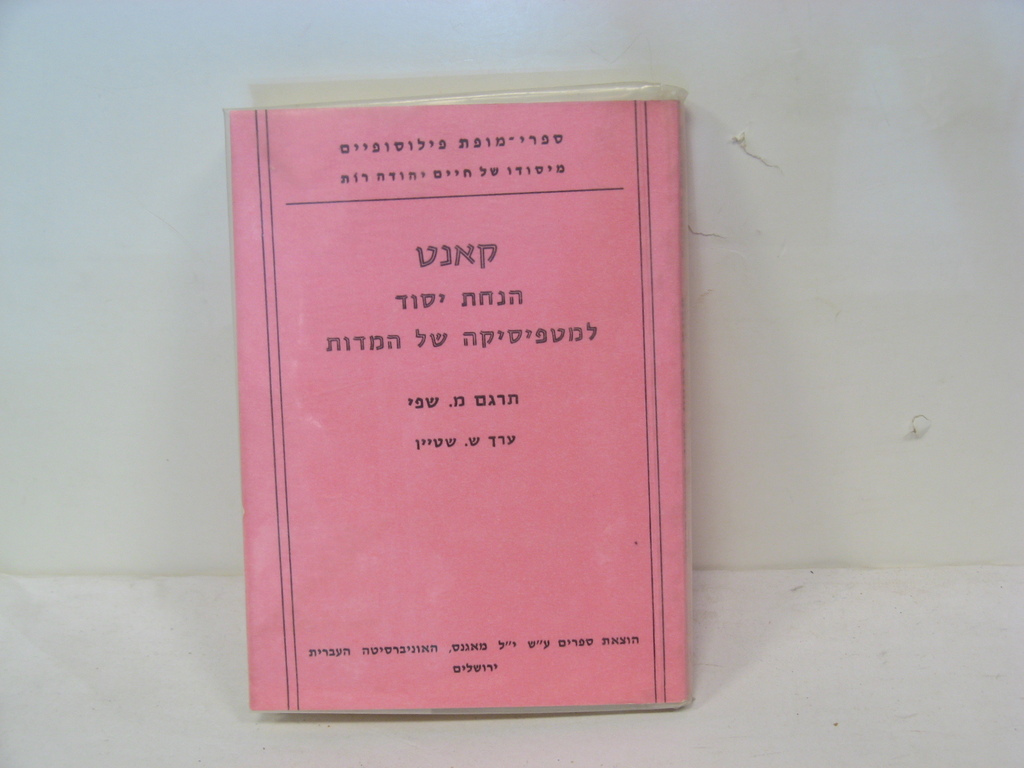 ספרי-מופת פילוסופיים
מיסודו של חיים יהודה רות
קאנט
הנחת יסוד
למטפיסיקה של המדות
תרגם מ. שפי
ערך ש. שטיין
הוצאת ספרים ע"ש י"ל מאגנס, האוניברסיטה העברית
ירושלים